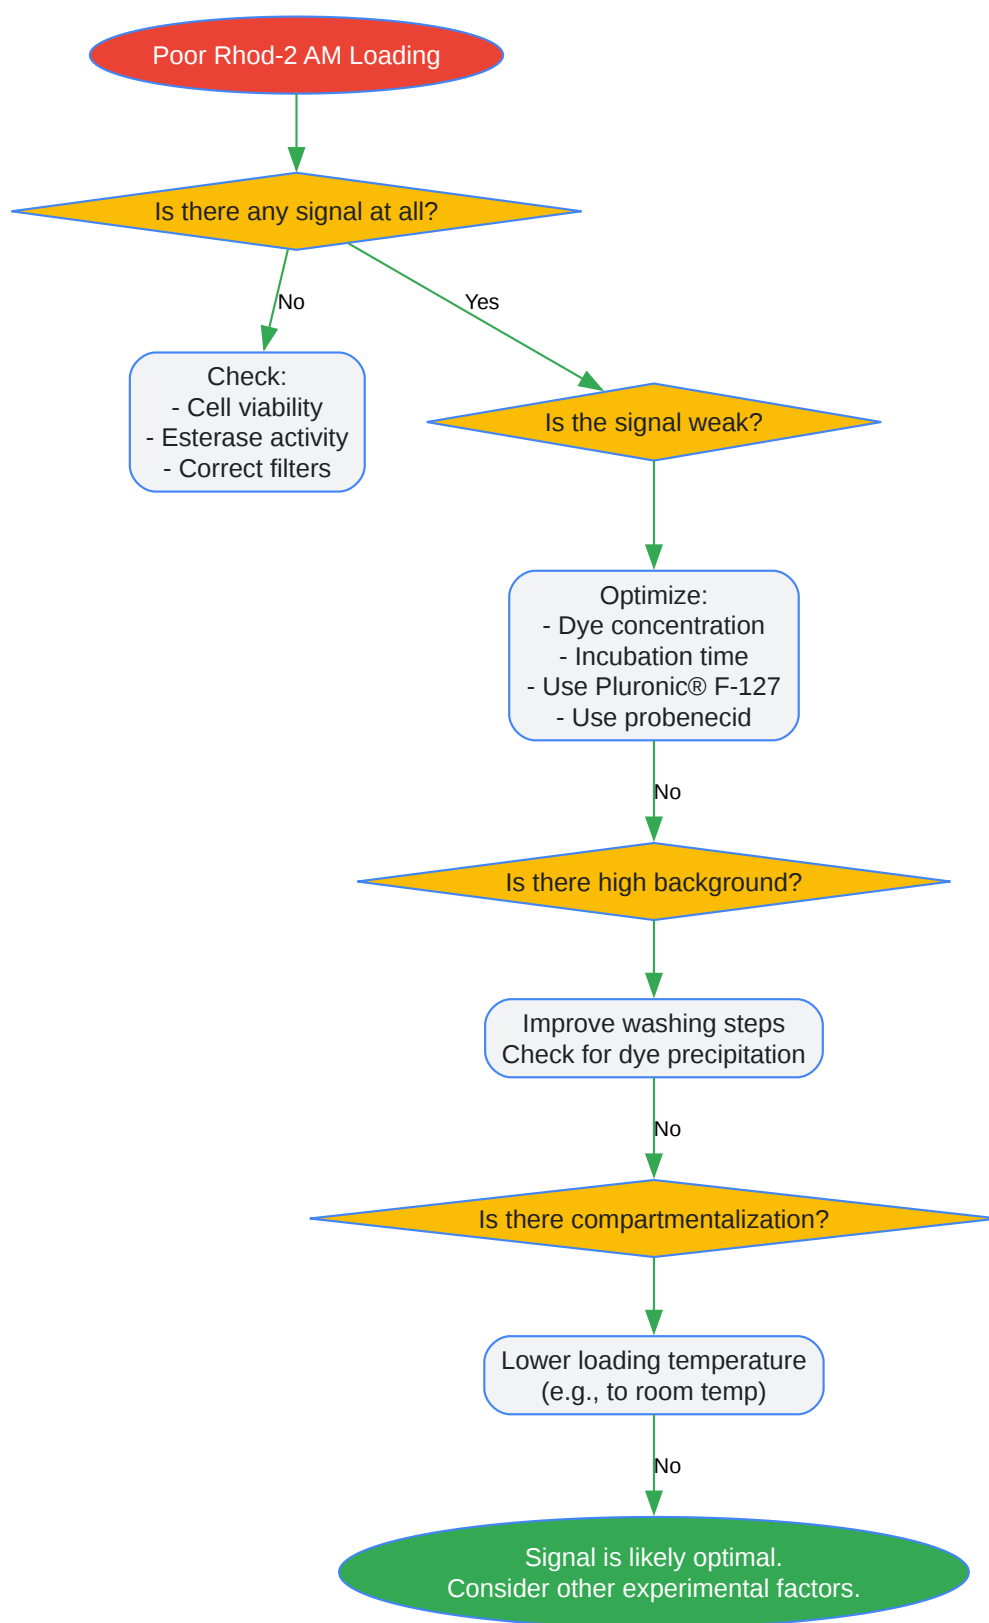 Poor Rhod-2 AM Loading
Is there any signal at all?
No
Yes
Check:
- Cell viability
- Esterase activity
- Correct filters
Is the signal weak?
Optimize:
- Dye concentration
- Incubation time
- Use Pluronic® F-127
- Use probenecid
No
Is there high background?
Improve washing steps
Check for dye precipitation
No
Is there compartmentalization?
Lower loading temperature
(e.g., to room temp)
No
Signal is likely optimal.
Consider other experimental factors.